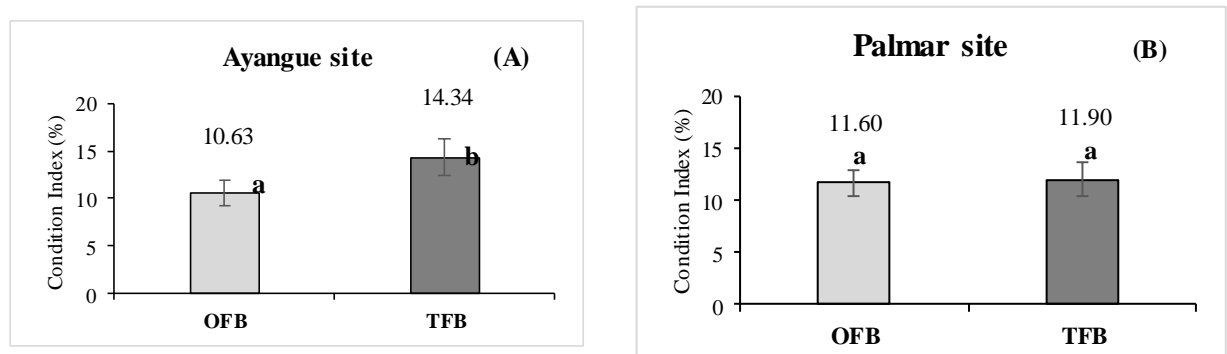 Ayangue site (A)
Condition Index (%)
20
15
10
5
0
10.63
14.34
a
b
OFB TFB
Palmar site (B)
Condition Index (%)
20
15
10
5
0
11.60
11.90
a
a
OFB TFB